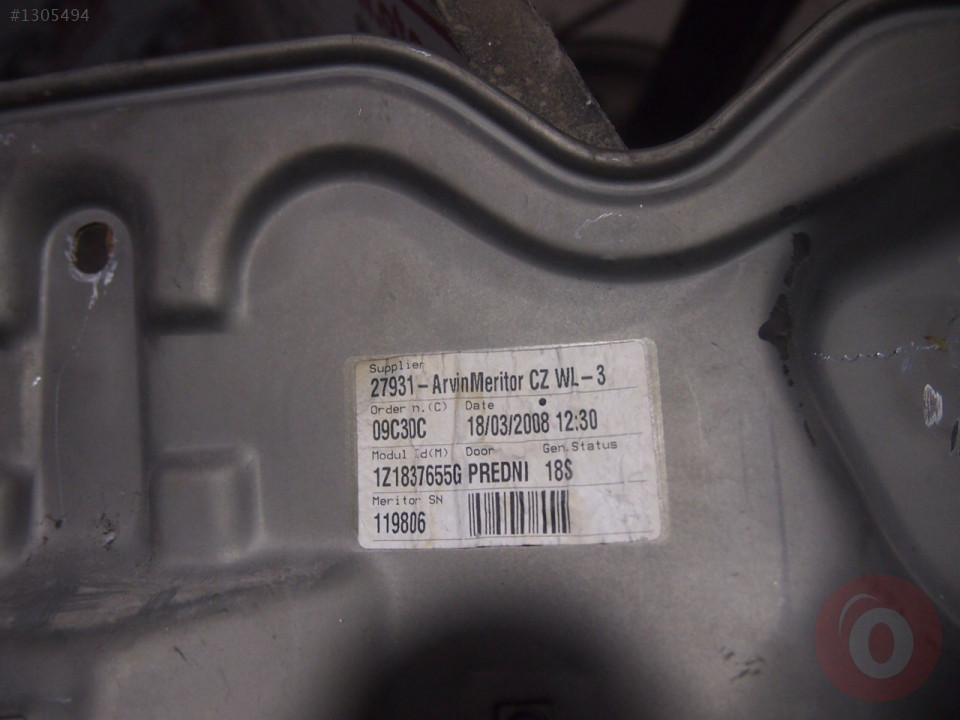 #1305494
Supplier
27931-ArvinMeritor CZ WL-3
Order n.(C) Date
09C30C 18/03/2008 12:30
Modul Id(M) Door Gen.Status
1Z1837655G PREDNI 18S
Meritor SN
119806
O